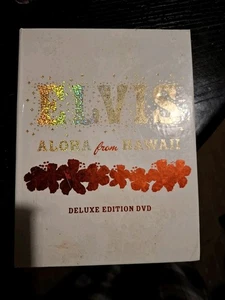 ELVIS
ALOHA from HAWAII
DELUXE EDITION DVD